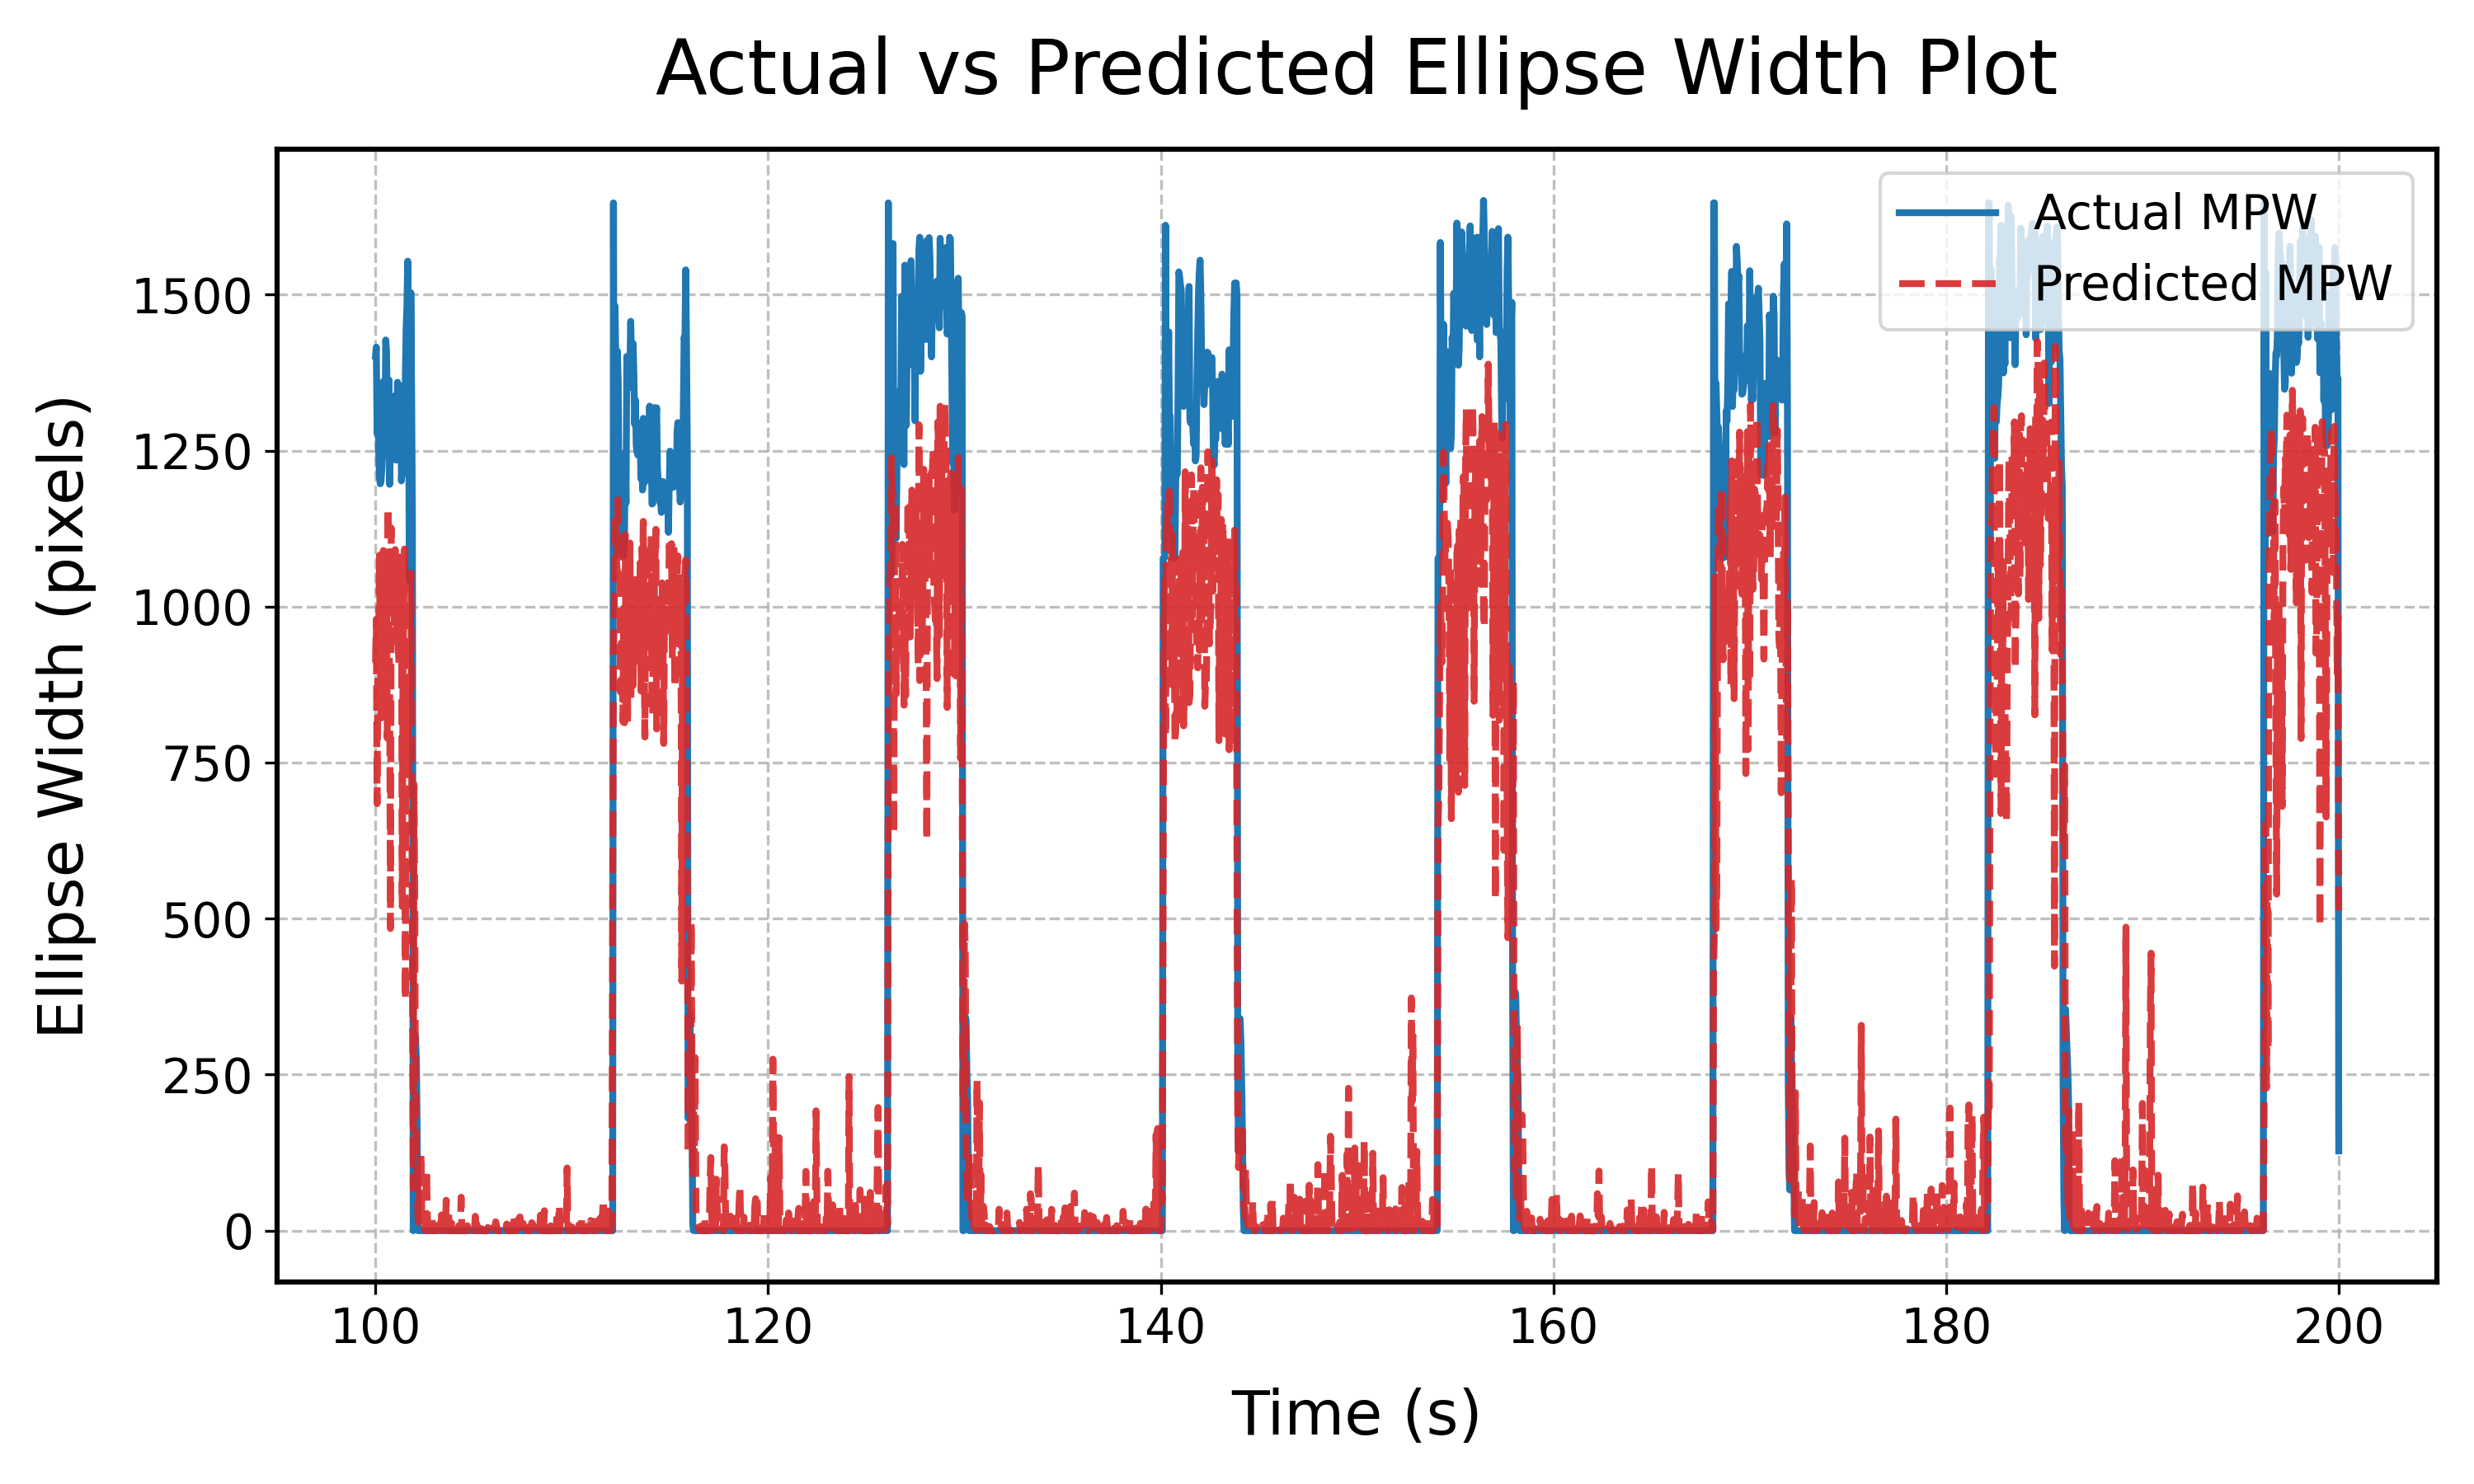 Actual vs Predicted Ellipse Width Plot
Actual MPW
Predicted MPW
Ellipse Width (pixels)
1500
1250
1000
750
500
250
0
100 120 140 160 180 200
Time (s)